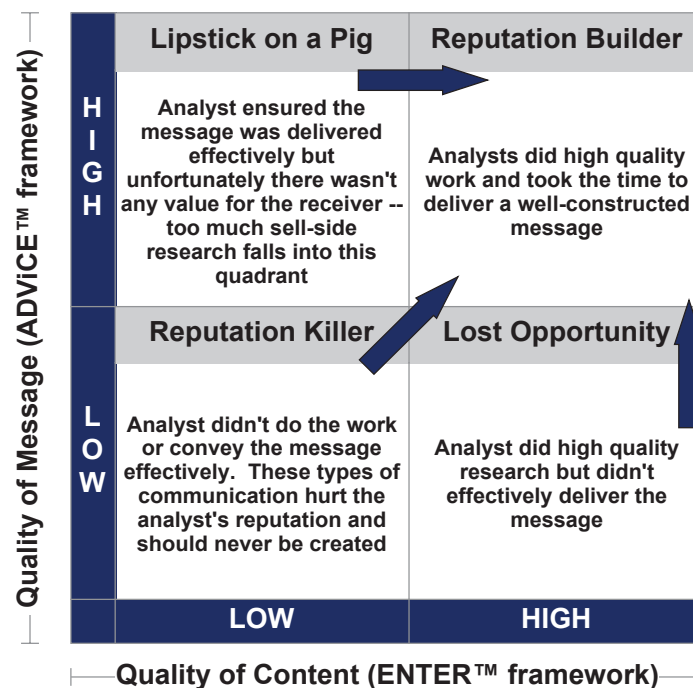 Quality of Message (ADViCE™ framework)
HIGH
Lipstick on a Pig
Analyst ensured the
message was delivered
effectively but
unfortunately there wasn't
any value for the receiver --
too much sell-side
research falls into this
quadrant
Reputation Builder
Analysts did high quality
work and took the time to
deliver a well-constructed
message
LOW
Reputation Killer
Analyst didn't do the work
or convey the message
effectively.  These types of
communication hurt the
analyst's reputation and
should never be created
Lost Opportunity
Analyst did high quality
research but didn't
effectively deliver the
message
LOW
HIGH
Quality of Content (ENTER™ framework)